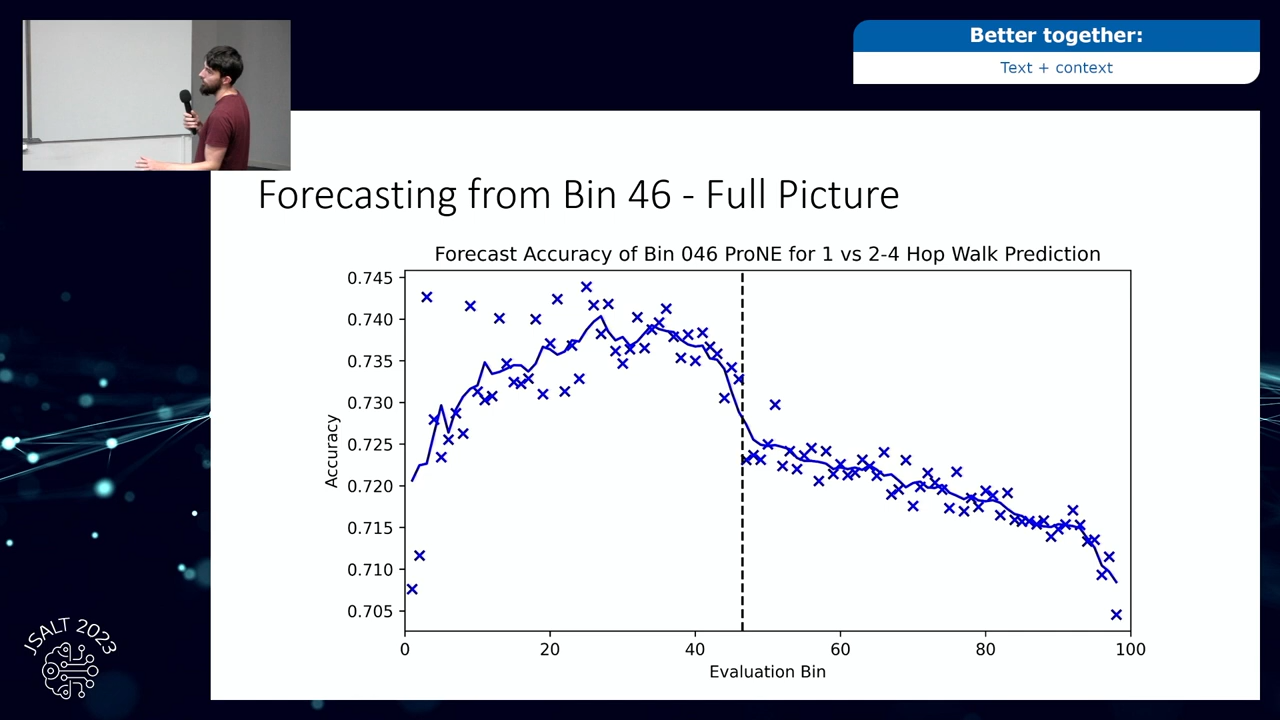 Better together:
Text + context
Forecasting from Bin 46 - Full Picture
Forecast Accuracy of Bin 046 ProNE for 1 vs 2-4 Hop Walk Prediction
0.745
0.740
0.735
0.730
0.725
0.720
0.715
0.710
0.705
Accuracy
0 20 40 60 80 100
Evaluation Bin
JSALT 2023